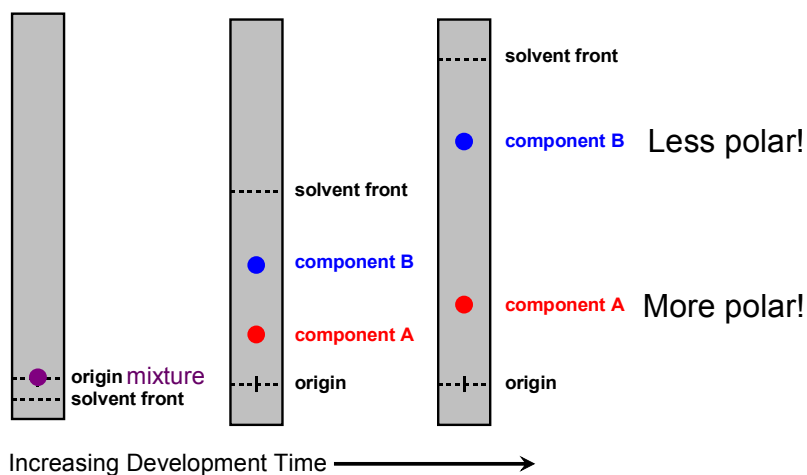 origin mixture
solvent front
solvent front
component B
component A
origin
solvent front
component B Less polar!
component A More polar!
origin
Increasing Development Time